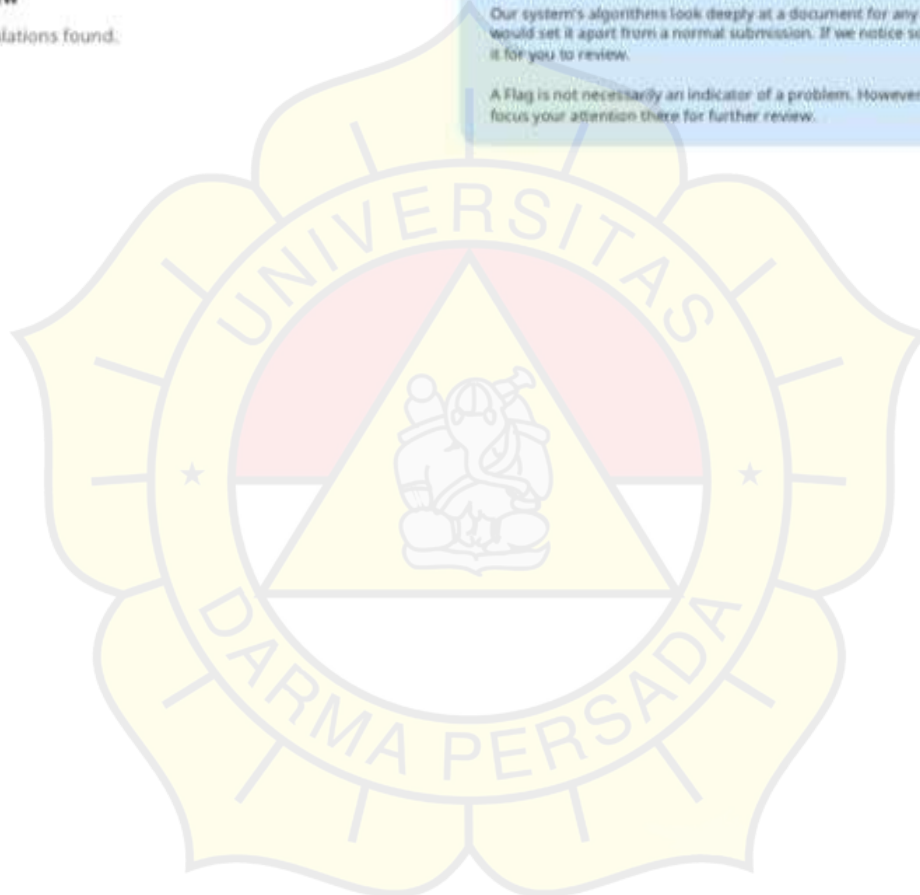 lations found.
Our system's algorithms look deeply at a document for any
would set it apart from a normal submission. If we notice
it for you to review.
A Flag is not necessarily an indicator of a problem. However
focus your attention there for further review.
UNIVERSITAS
DARMA PERSADA